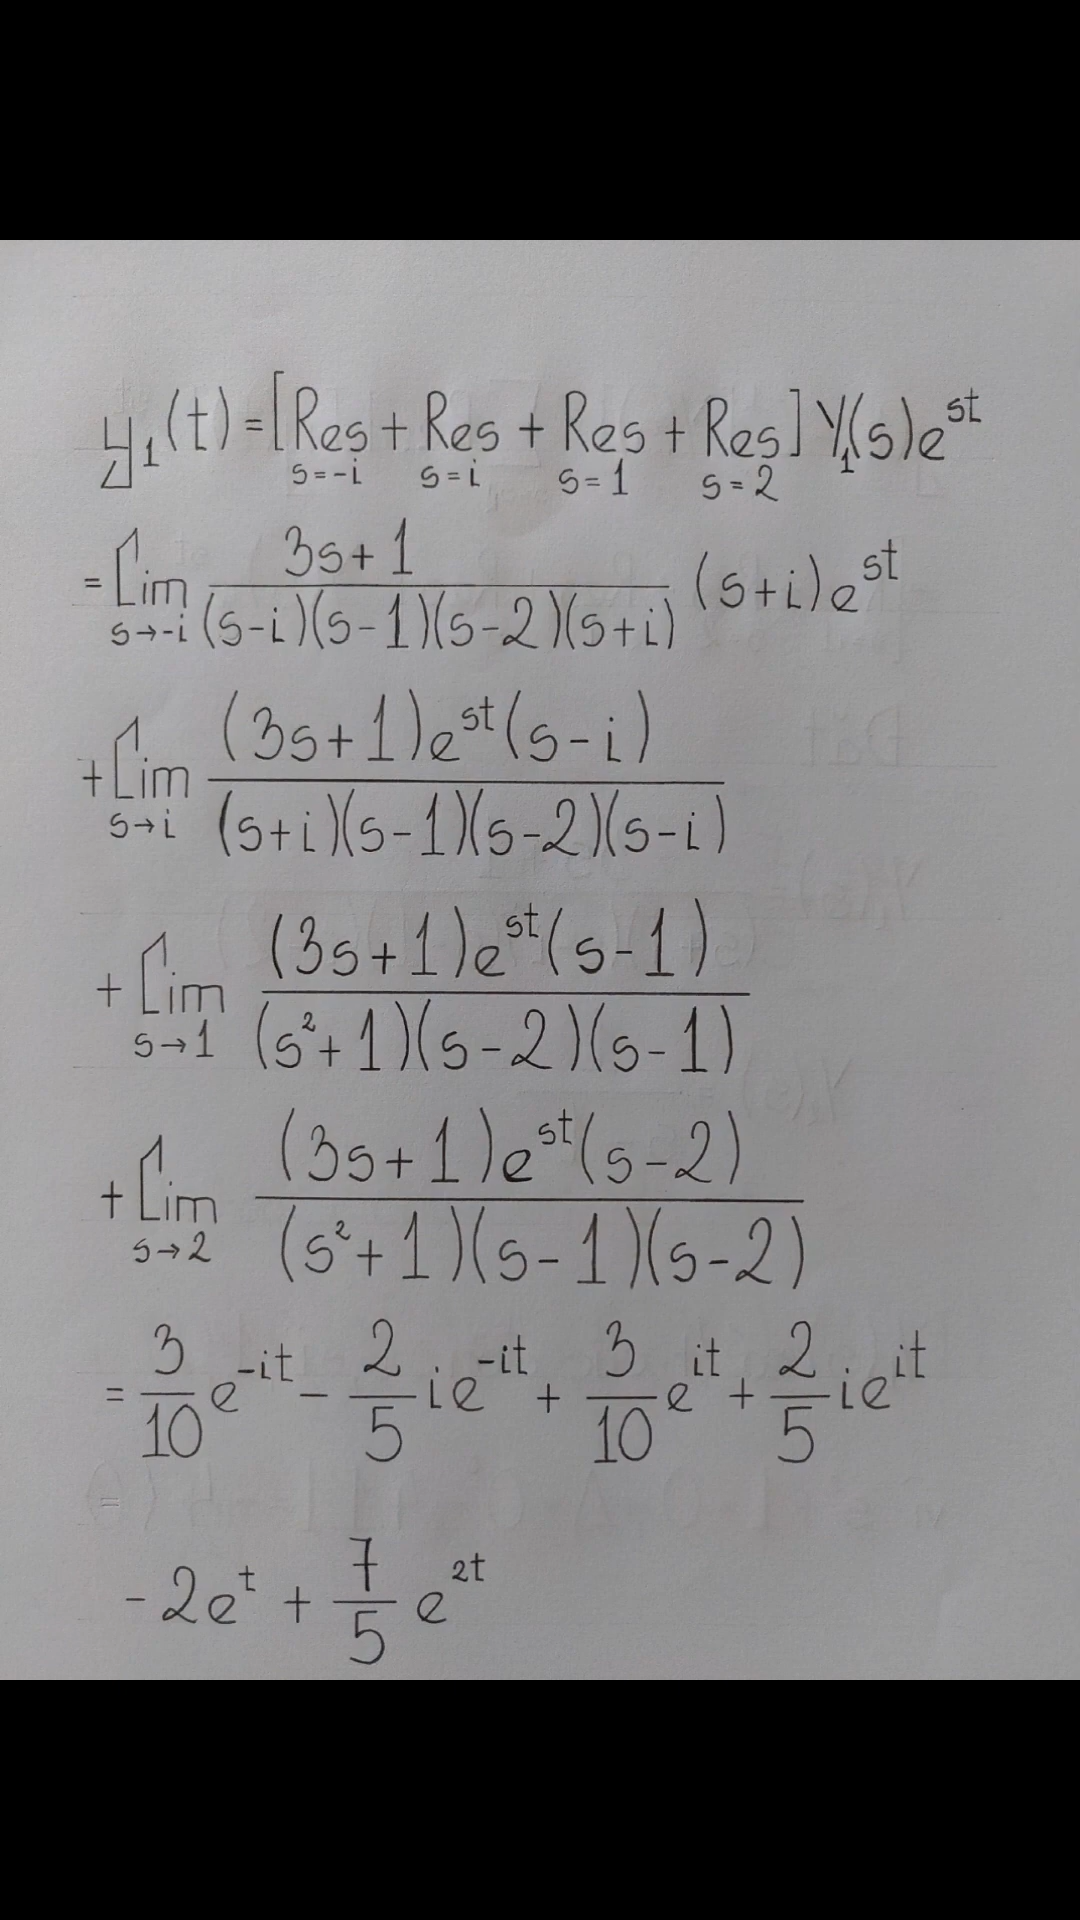 y₁(t)=[Res + Res + Res + Res] Y₁(s)e^st
s=-i s=i s=1 s=2
=Lim 3s+1 / (s-i)(s-1)(s-2)(s+i) (s+i)e^st
s→-i
+Lim (3s+1)e^st(s-i) / (s+i)(s-1)(s-2)(s-i)
s→i
+Lim (3s+1)e^st(s-1) / (s²+1)(s-2)(s-1)
s→1
+Lim (3s+1)e^st(s-2) / (s²+1)(s-1)(s-2)
s→2
= 3/10 e^-it - 2/5 ie^-it + 3/10 e^it + 2/5 ie^it
-2e^t + 7/5 e^2t